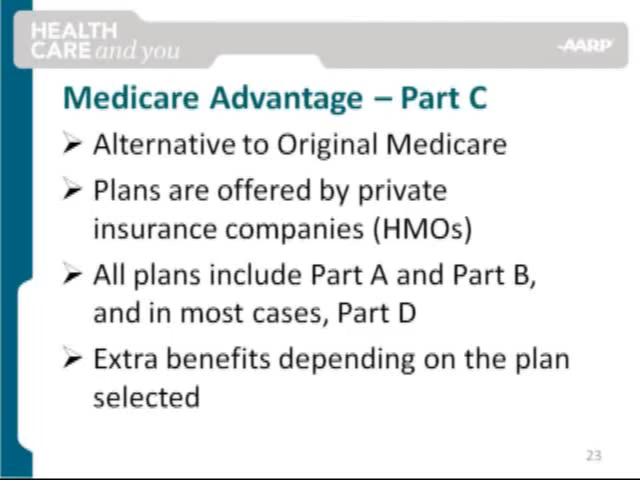 HEALTH
CARE and you
AARP
Medicare Advantage – Part C
➢ Alternative to Original Medicare
➢ Plans are offered by private
insurance companies (HMOs)
➢ All plans include Part A and Part B,
and in most cases, Part D
➢ Extra benefits depending on the plan
selected
23